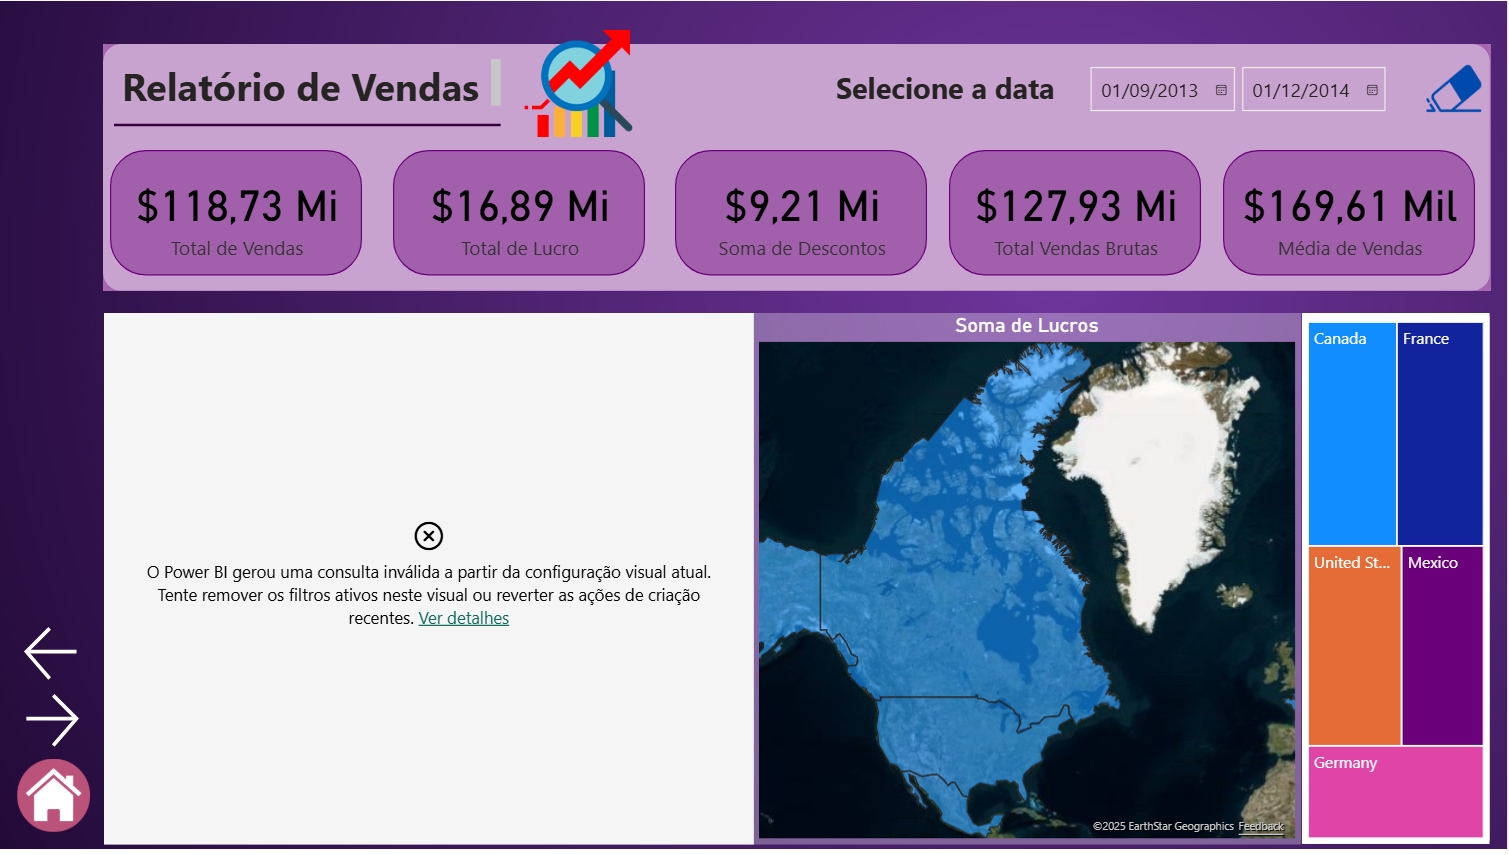 Relatório de Vendas
Selecione a data
01/09/2013
01/12/2014
$118,73 Mi
Total de Vendas
$16,89 Mi
Total de Lucro
$9,21 Mi
Soma de Descontos
$127,93 Mi
Total Vendas Brutas
$169,61 Mil
Média de Vendas
O Power BI gerou uma consulta inválida a partir da configuração visual atual.
Tente remover os filtros ativos neste visual ou reverter as ações de criação
recentes. Ver detalhes
Soma de Lucros
©2025 EarthStar Geographics Feedback
Canada
France
United St...
Mexico
Germany